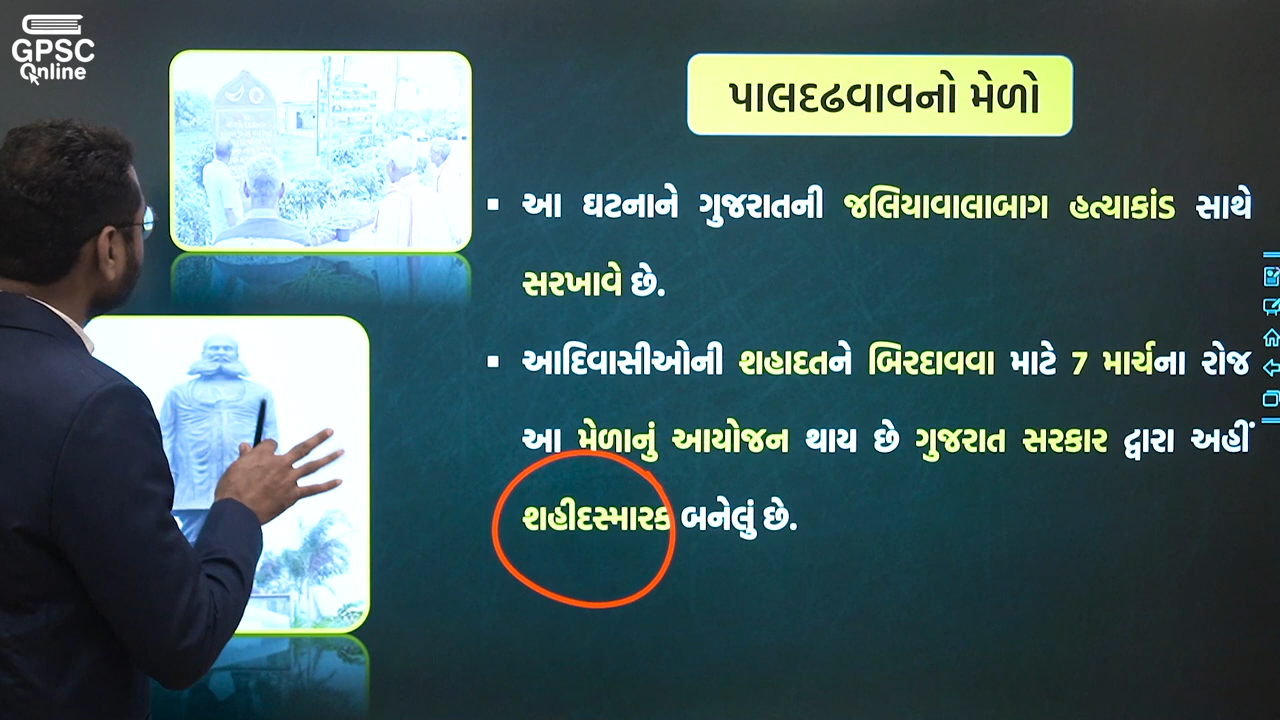 GPSC
Online
પાલદઢવાવનો મેળો
▪ આ ઘટનાને ગુજરાતની જલિયાવાલાબાગ હત્યાકાંડ સાથે
સરખાવે છે.
▪ આદિવાસીઓની શહાદતને બિરદાવવા માટે 7 માર્ચના રોજ
આ મેળાનું આયોજન થાય છે ગુજરાત સરકાર દ્વારા અહીં
શહીદસ્મારક બનેલું છે.